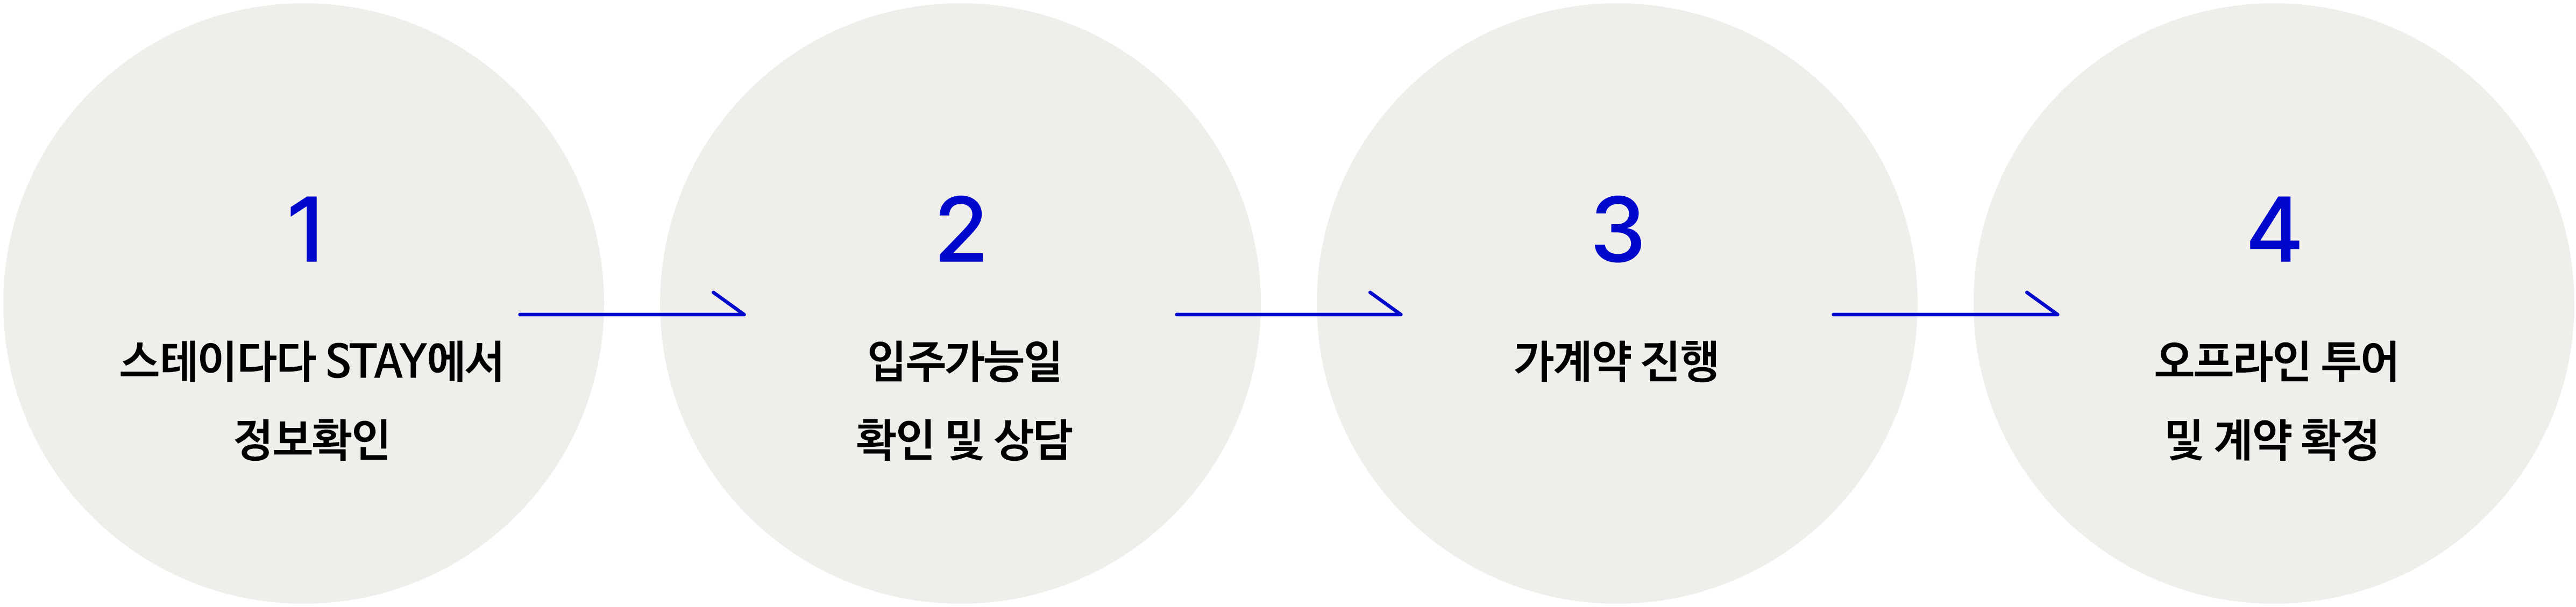 1
스테이다다 STAY에서
정보확인
2
입주가능일
확인 및 상담
3
가계약 진행
4
오프라인 투어
및 계약 확정